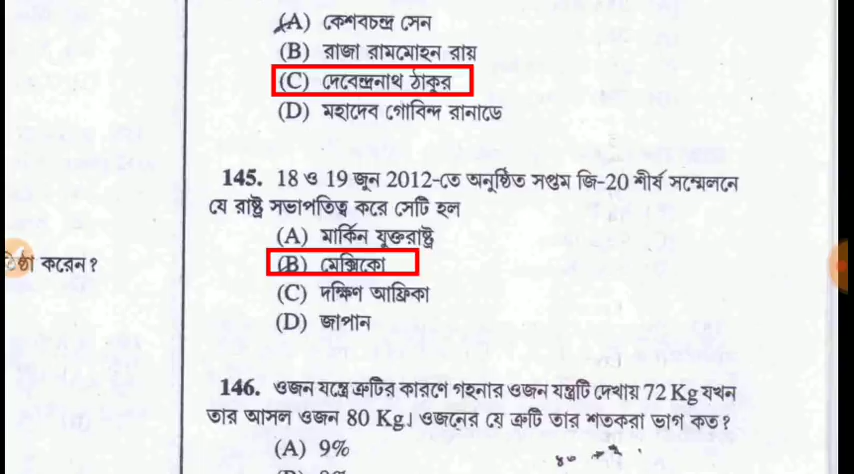 (A) কেশবচন্দ্র সেন
(B) রাজা রামমোহন রায়
(C) দেবেন্দ্রনাথ ঠাকুর
(D) মহাদেব গোবিন্দ রানাডে
145. 18 ও 19 জুন 2012-তে অনুষ্ঠিত সপ্তম জি-20 শীর্ষ সম্মেলনে
যে রাষ্ট্র সভাপতিত্ব করে সেটি হল
(A) মার্কিন যুক্তরাষ্ট্র
(B) মেক্সিকো
করেন?
(C) দক্ষিণ আফ্রিকা
(D) জাপান
146. ওজন যন্ত্রে ত্রুটির কারণে গহনার ওজন যন্ত্রটি দেখায় 72 Kg যখন
তার আসল ওজন 80 Kg। ওজনের যে ত্রুটি তার শতকরা ভাগ কত?
(A) 9%